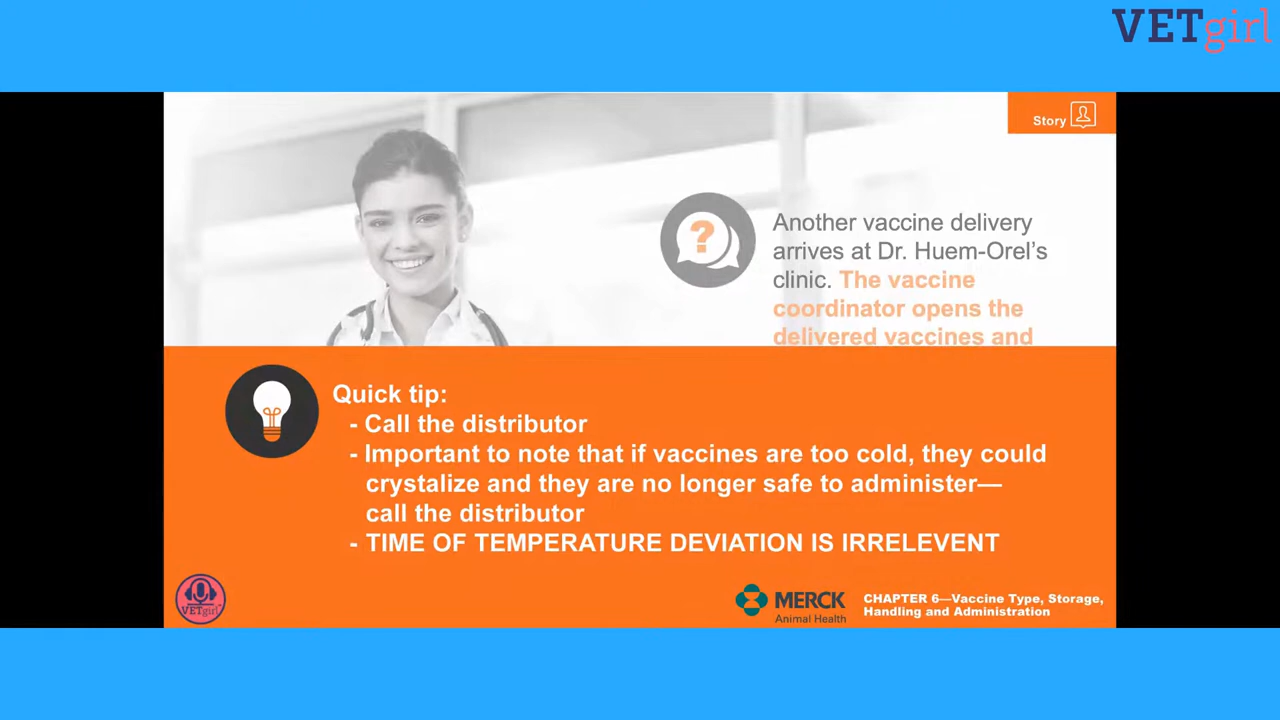 VETgirl
Story
?
Another vaccine delivery
arrives at Dr. Huem-Orel’s
clinic. The vaccine
coordinator opens the
delivered vaccines and
Quick tip:
- Call the distributor
- Important to note that if vaccines are too cold, they could
crystalize and they are no longer safe to administer—
call the distributor
- TIME OF TEMPERATURE DEVIATION IS IRRELEVENT
VETgirl
MERCK
Animal Health
CHAPTER 6—Vaccine Type, Storage,
Handling and Administration